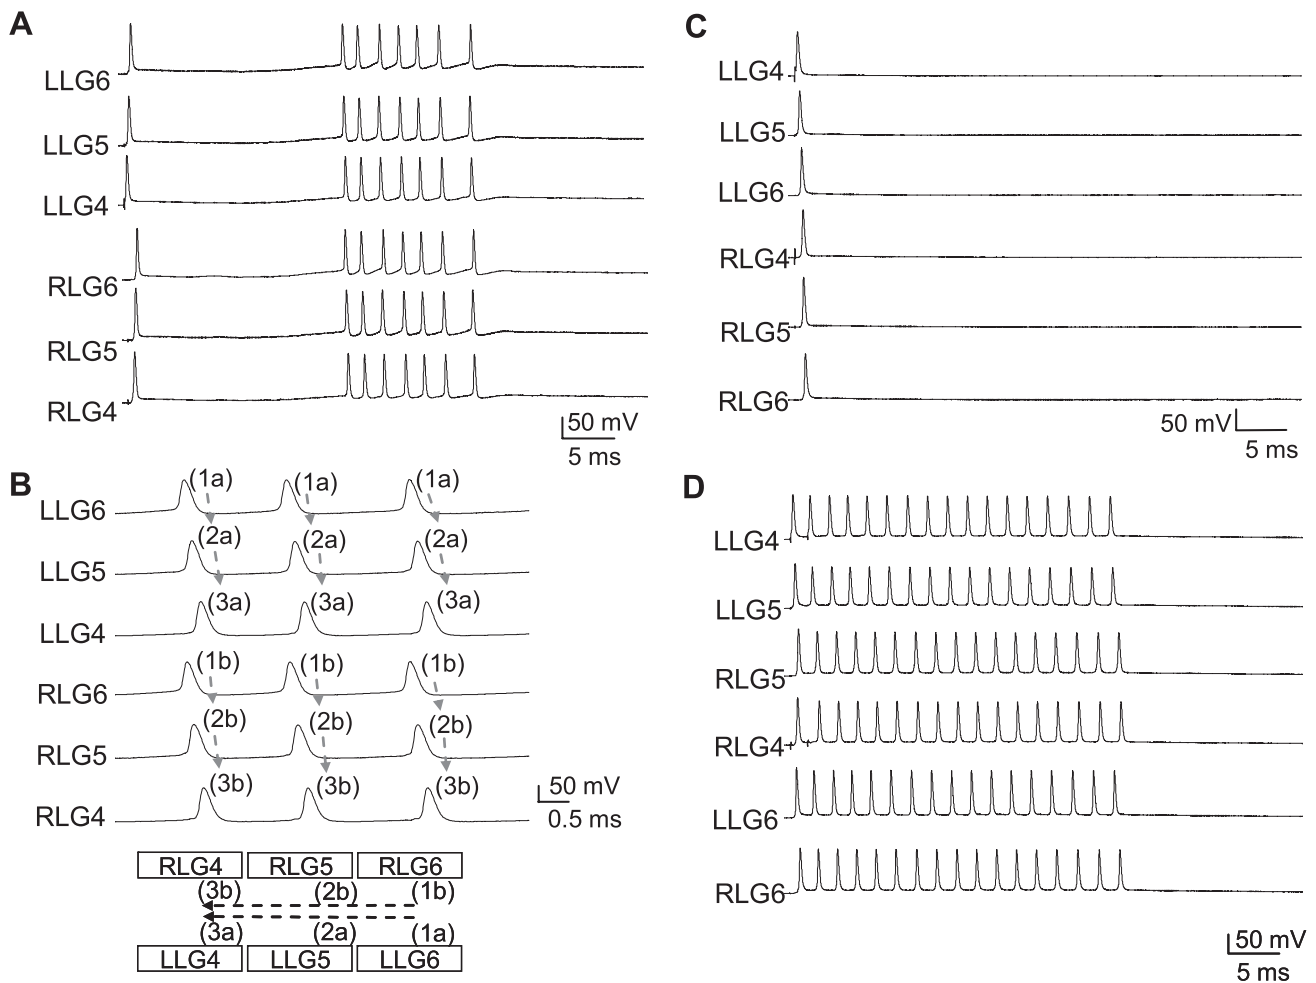 A
LLG6
LLG5
LLG4
RLG6
RLG5
RLG4
50 mV
5 ms
B
LLG6 (1a) (1a) (1a)
LLG5 (2a) (2a) (2a)
LLG4 (3a) (3a) (3a)
RLG6 (1b) (1b) (1b)
RLG5 (2b) (2b) (2b)
RLG4 (3b) (3b) (3b)
50 mV
0.5 ms
RLG4 RLG5 RLG6
(3b) (2b) (1b)
(3a) (2a) (1a)
LLG4 LLG5 LLG6
C
LLG4
LLG5
LLG6
RLG4
RLG5
RLG6
50 mV
5 ms
D
LLG4
LLG5
RLG5
RLG4
LLG6
RLG6
50 mV
5 ms